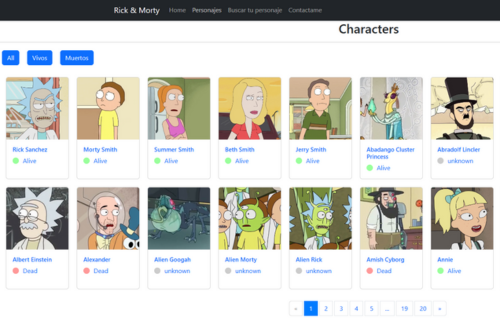 Rick & Morty Home Personajes Buscar tu personaje Contactame
Characters
All Vivos Muertos
Rick Sanchez
Alive
Morty Smith
Alive
Summer Smith
Alive
Beth Smith
Alive
Jerry Smith
Alive
Abadango Cluster
Princess
Alive
Abradolf Lincler
unknown
Albert Einstein
Dead
Alexander
Dead
Alien Googah
unknown
Alien Morty
unknown
Alien Rick
unknown
Amish Cyborg
Dead
Annie
Alive
« 1 2 3 4 5 ... 19 20 »